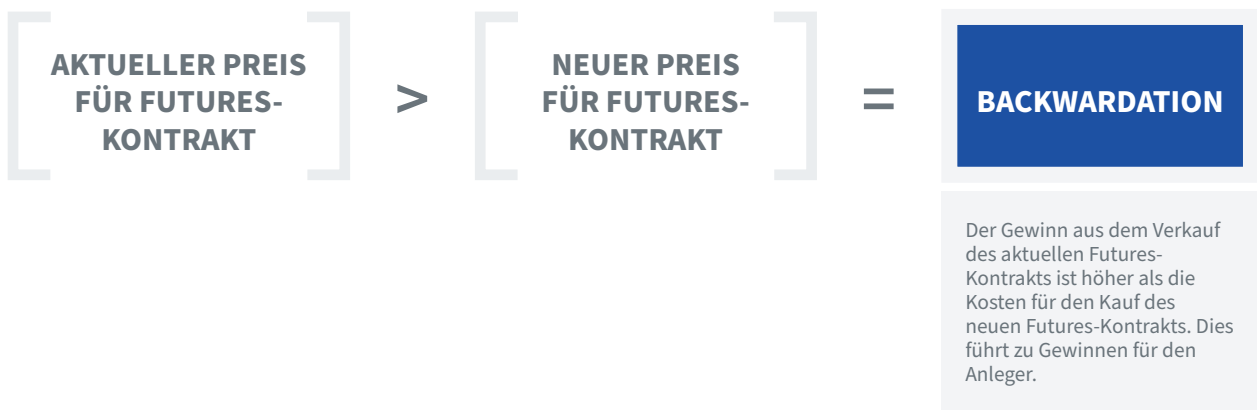 AKTUELLER PREIS
FÜR FUTURES-
KONTRAKT
>
NEUER PREIS
FÜR FUTURES-
KONTRAKT
=
BACKWARDATION
Der Gewinn aus dem Verkauf
des aktuellen Futures-
Kontrakts ist höher als die
Kosten für den Kauf des
neuen Futures-Kontrakts. Dies
führt zu Gewinnen für den
Anleger.